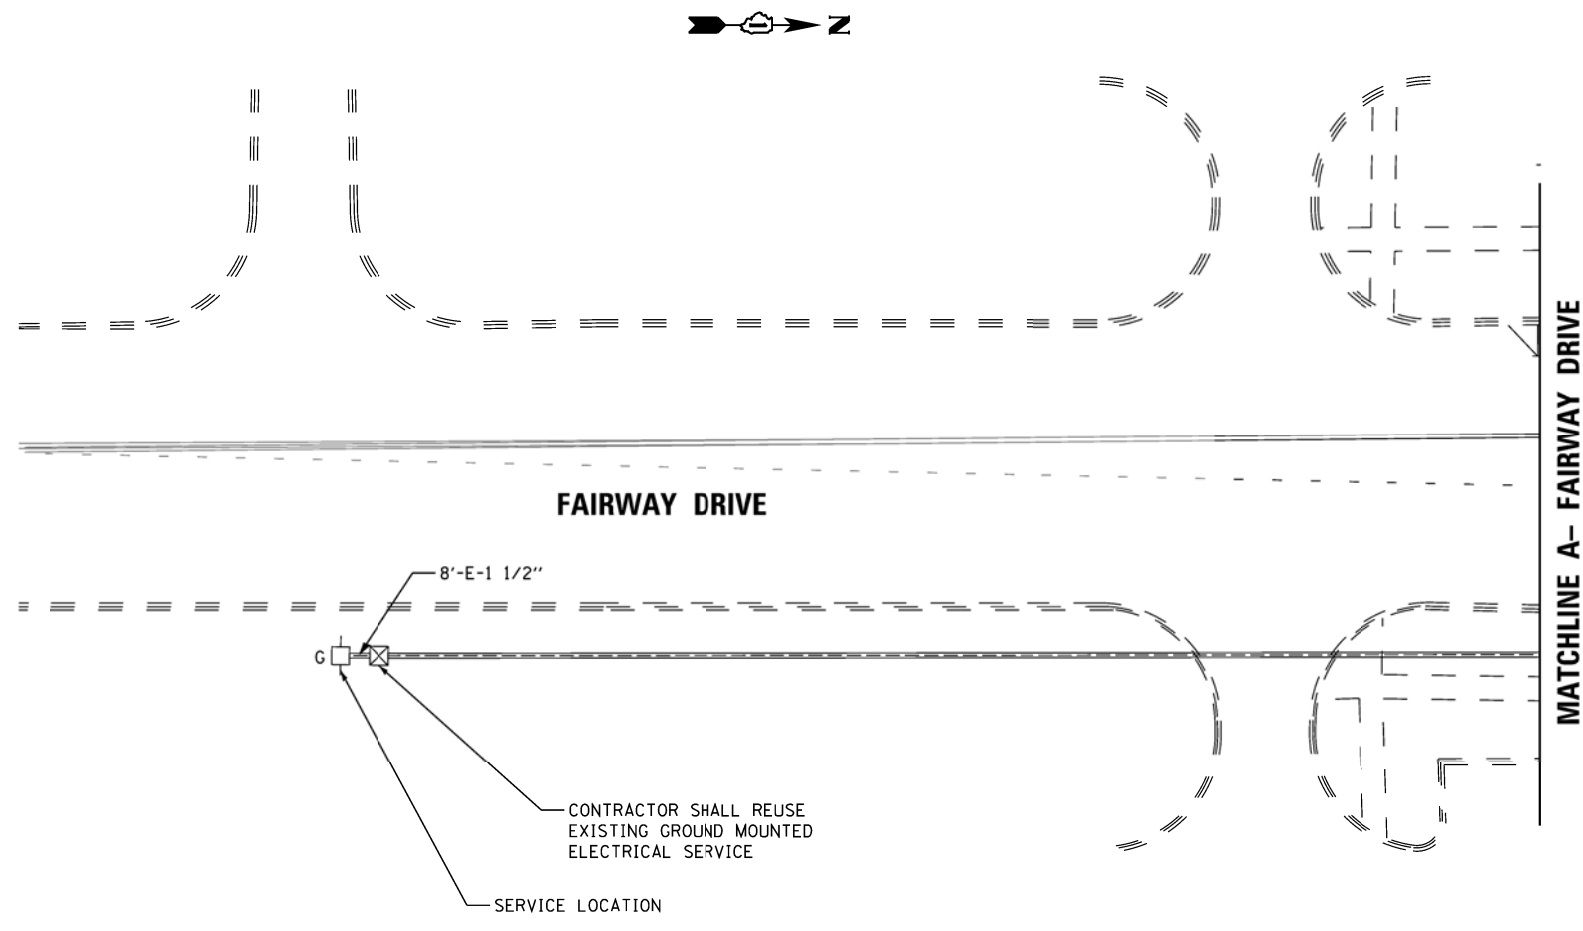 N
FAIRWAY DRIVE
8'-E-1 1/2"
G
CONTRACTOR SHALL REUSE
EXISTING GROUND MOUNTED
ELECTRICAL SERVICE
SERVICE LOCATION
MATCHLINE A- FAIRWAY DRIVE